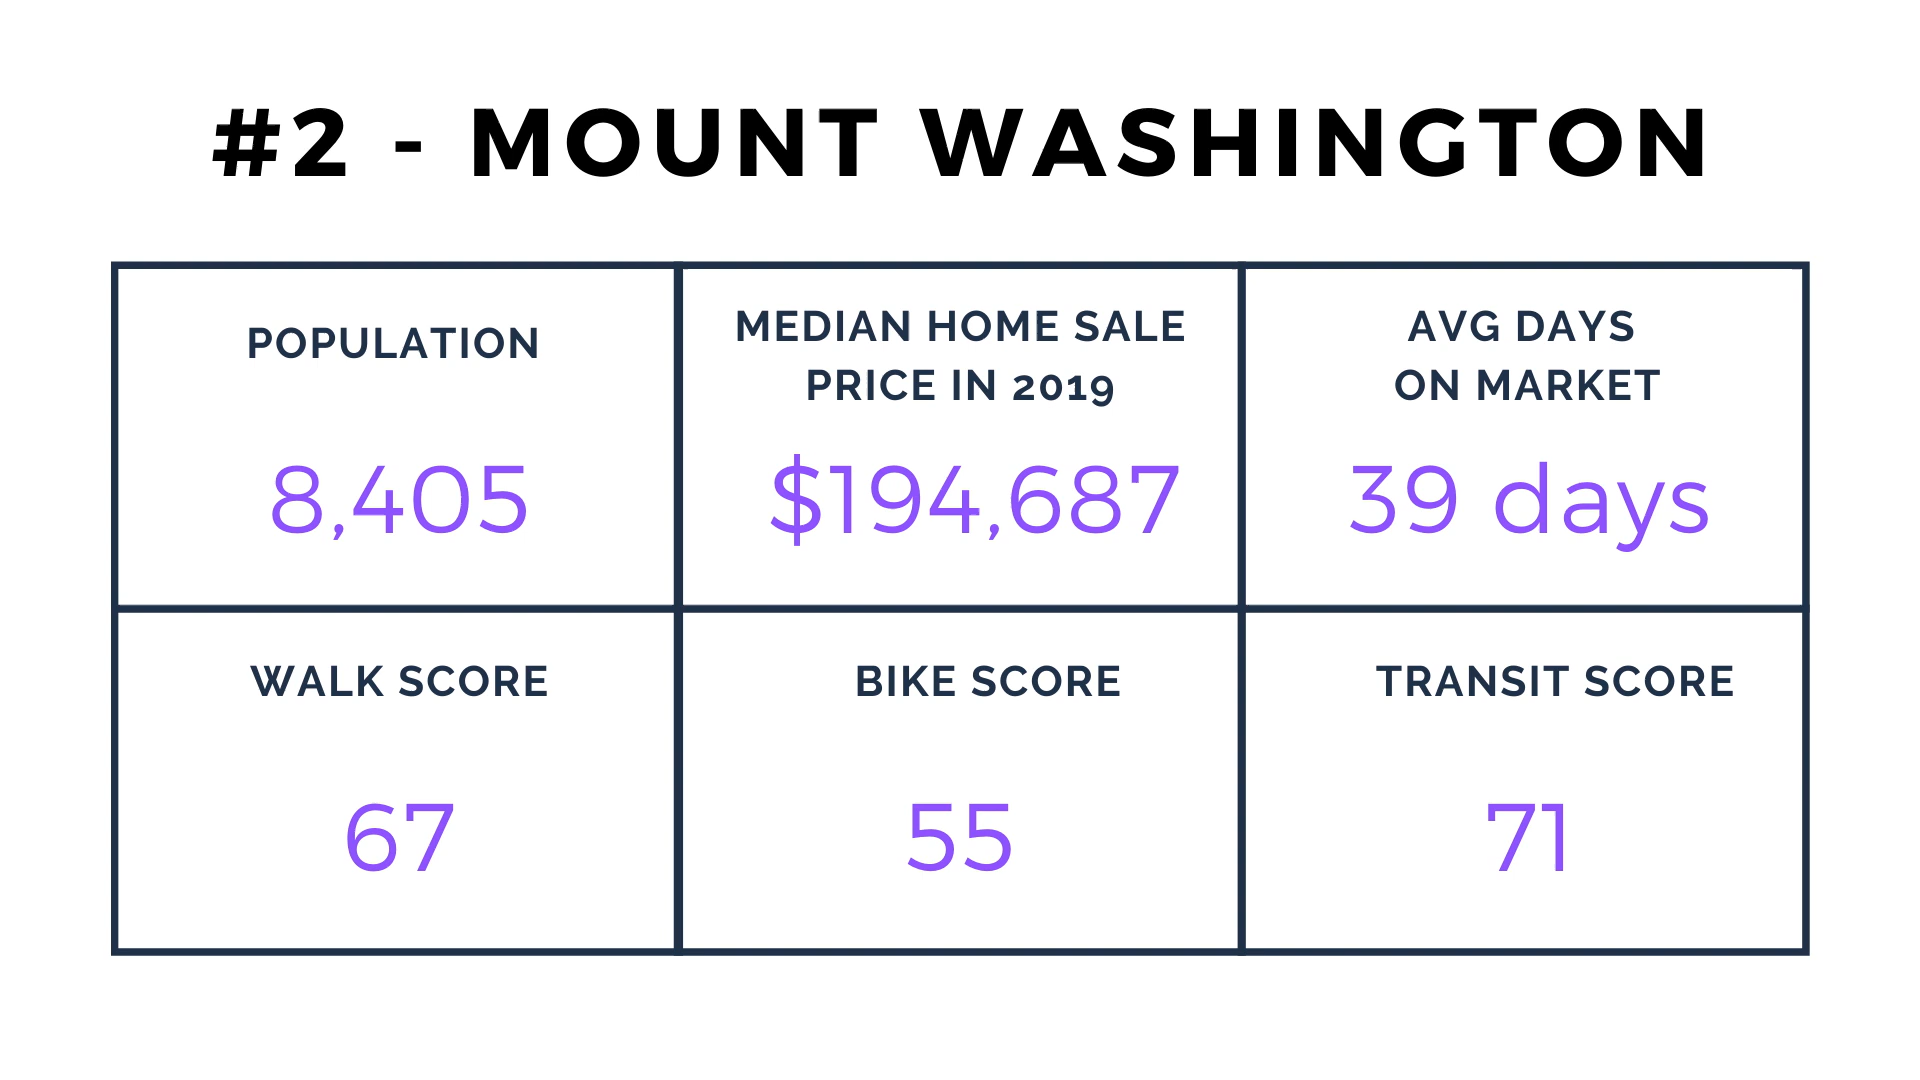 #2 - MOUNT WASHINGTON
POPULATION
8,405
MEDIAN HOME SALE
PRICE IN 2019
$194,687
AVG DAYS
ON MARKET
39 days
WALK SCORE
67
BIKE SCORE
55
TRANSIT SCORE
71